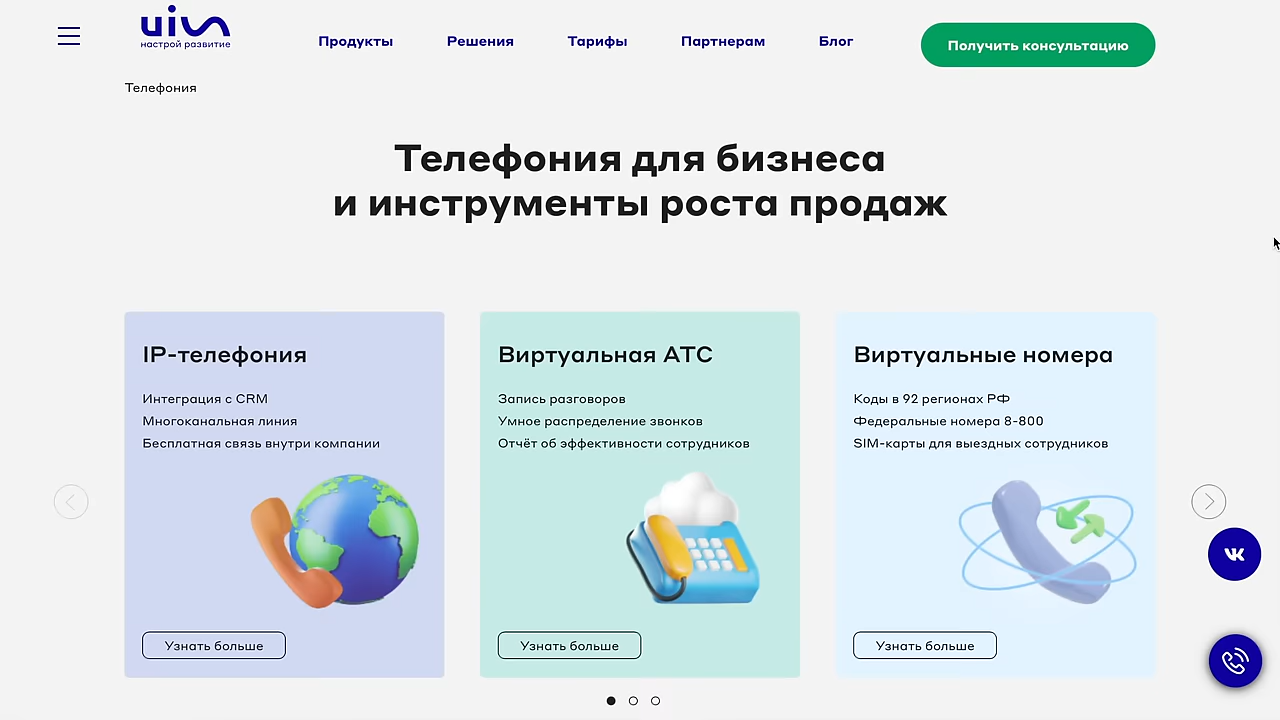 uis
настрой развитие
Продукты
Решения
Тарифы
Партнерам
Блог
Получить консультацию
Телефония
Телефония для бизнеса
и инструменты роста продаж
IP-телефония
Интеграция с CRM
Многоканальная линия
Бесплатная связь внутри компании
Узнать больше
Виртуальная АТС
Запись разговоров
Умное распределение звонков
Отчёт об эффективности сотрудников
Узнать больше
Виртуальные номера
Коды в 92 регионах РФ
Федеральные номера 8-800
SIM-карты для выездных сотрудников
Узнать больше